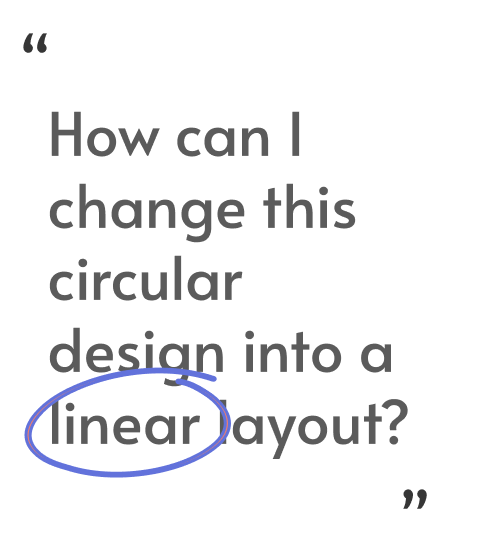 “
How can I
change this
circular
design into a
linear layout?
”